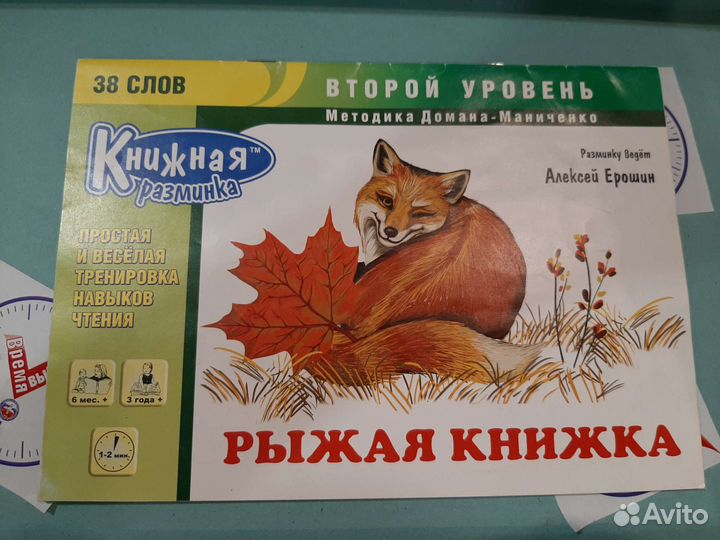 38 СЛОВ
ВТОРОЙ УРОВЕНЬ
Методика Домана-Маниченко
Книжная™
разминка
Разминку ведёт
Алексей Ерошин
ПРОСТАЯ
И ВЕСЁЛАЯ
ТРЕНИРОВКА
НАВЫКОВ
ЧТЕНИЯ
6 мес. +
3 года +
1-2 мин.
РЫЖАЯ КНИЖКА
Время
Avito